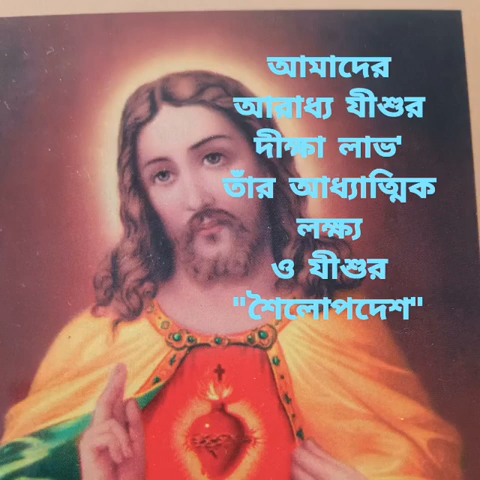 আমাদের
আরাধ্য যীশুর
দীক্ষা লাভ'
তাঁর আধ্যাত্মিক
লক্ষ্য
ও যীশুর
"শৈলোপদেশ"